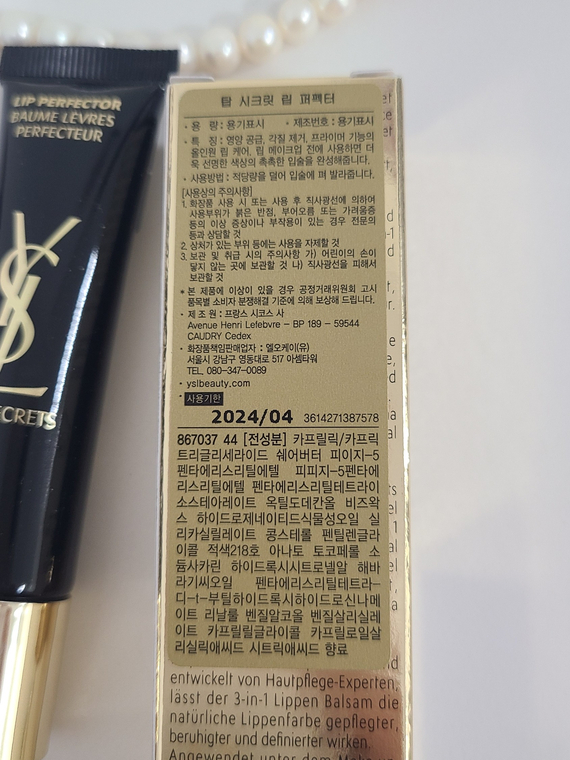 LIP PERFECTOR
BAUME LÈVRES
PERFECTEUR
YSL
CRETS
탑 시크릿 립 퍼펙터
· 용 량 : 용기표시 · 제조번호 : 용기표시
· 특 징 : 영양 공급, 각질 제거, 프라이머 기능의
올인원 립 케어. 립 메이크업 전에 사용하면 더
욱 선명한 색상의 촉촉한 입술을 완성해줍니다.
· 사용방법 : 적당량을 덜어 입술에 펴 발라줍니다.
[사용상의 주의사항]
1. 화장품 사용 시 또는 사용 후 직사광선에 의하여
사용부위가 붉은 반점, 부어오름 또는 가려움증
등의 이상 증상이나 부작용이 있는 경우 전문의
등과 상담할 것
2. 상처가 있는 부위 등에는 사용을 자제할 것
3. 보관 및 취급 시의 주의사항 가) 어린이의 손이
닿지 않는 곳에 보관할 것 나) 직사광선을 피해서
보관할 것
* 본 제품에 이상이 있을 경우 공정거래위원회 고시
품목별 소비자 분쟁해결 기준에 의해 보상해 드립니다.
· 제 조 원 : 프랑스 시코스 사
Avenue Henri Lefebvre – BP 189 – 59544
CAUDRY Cedex
· 화장품책임판매업자 : 엘오케이(유)
서울시 강남구 영동대로 517 아셈타워
TEL. 080-347-0089
· yslbeauty.com
· 사용기한
2024/04 3614271387578
867037 44 [전성분] 카프릴릭/카프릭
트리글리세라이드 쉐어버터 피이지-5
펜타에리스리틸에텔 피피지-5펜타에
리스리틸에텔 펜타에리스리틸테트라이
소스테아레이트 옥틸도데칸올 비즈왁
스 하이드로제네이티드식물성오일 실
리카실릴레이트 콩스테롤 펜틸렌글라
이콜 적색218호 아나토 토코페롤 소
듐사카린 하이드록시시트로넬알 해바
라기씨오일 펜타에리스리틸테트라-
디-t-부틸하이드록시하이드로신나메
이트 리날룰 벤질알코올 벤질살리실레
이트 카프릴릴글라이콜 카프릴로일살
리실릭애씨드 시트릭애씨드 향료
entwickelt von Hautpflege-Experten,
lässt der 3-in-1 Lippen Balsam die
natürliche Lippenfarbe gepflegter,
beruhigter und definierter wirken.
Angewendet unter dem